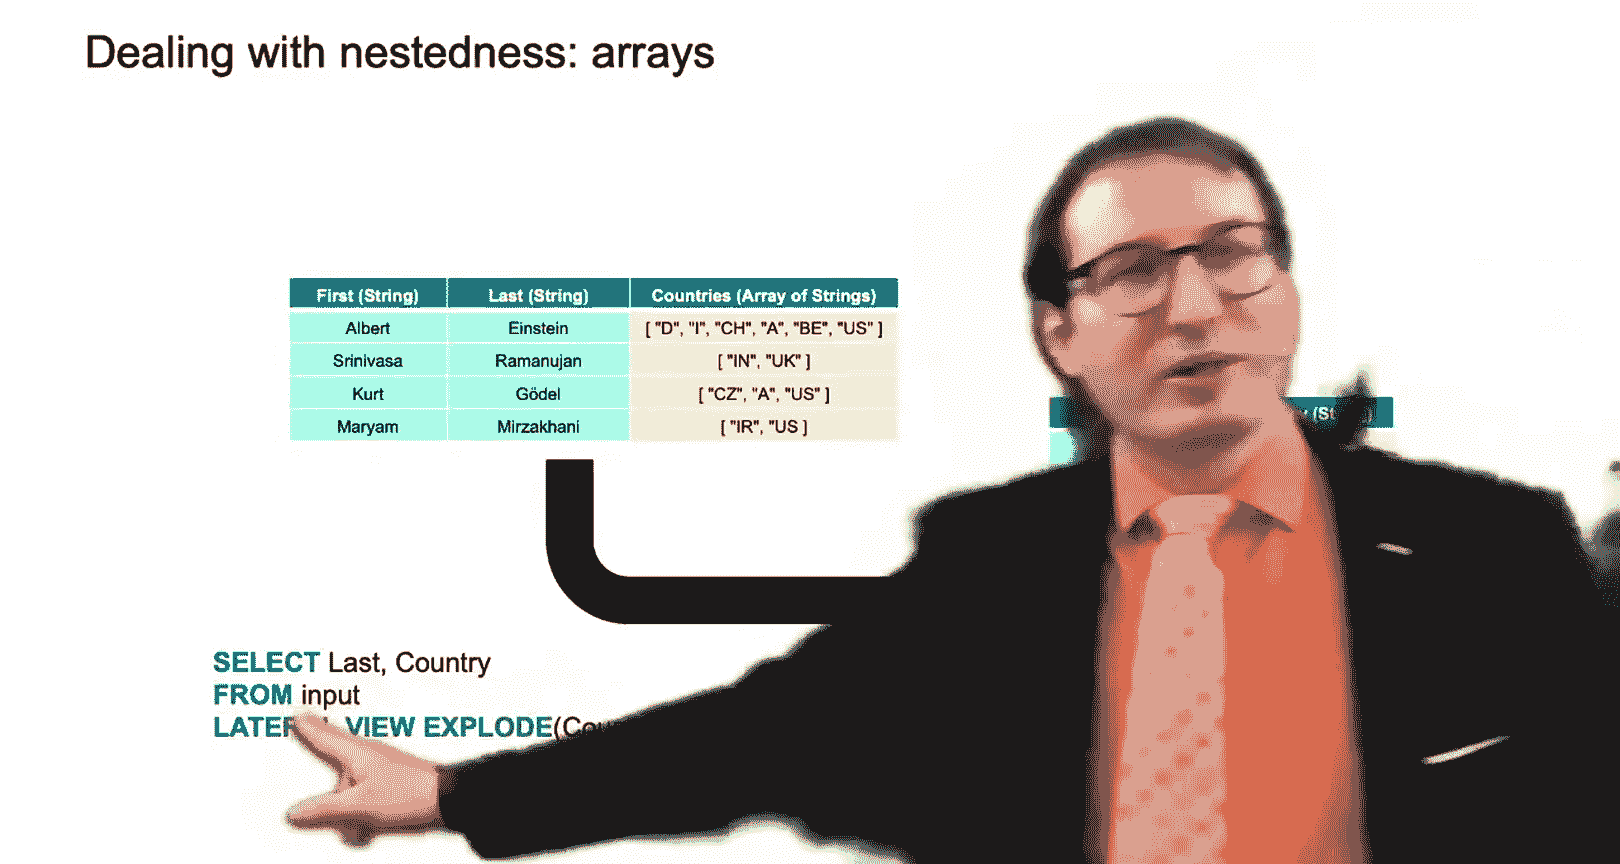 Dealing with nestedness: arrays
First (String) Last (String) Countries (Array of Strings)
Albert Einstein [ "D", "I", "CH", "A", "BE", "US" ]
Srinivasa Ramanujan [ "IN", "UK" ]
Kurt Gödel [ "CZ", "A", "US" ]
Maryam Mirzakhani [ "IR", "US ]
SELECT Last, Country
FROM input
VIEW EXPLODE